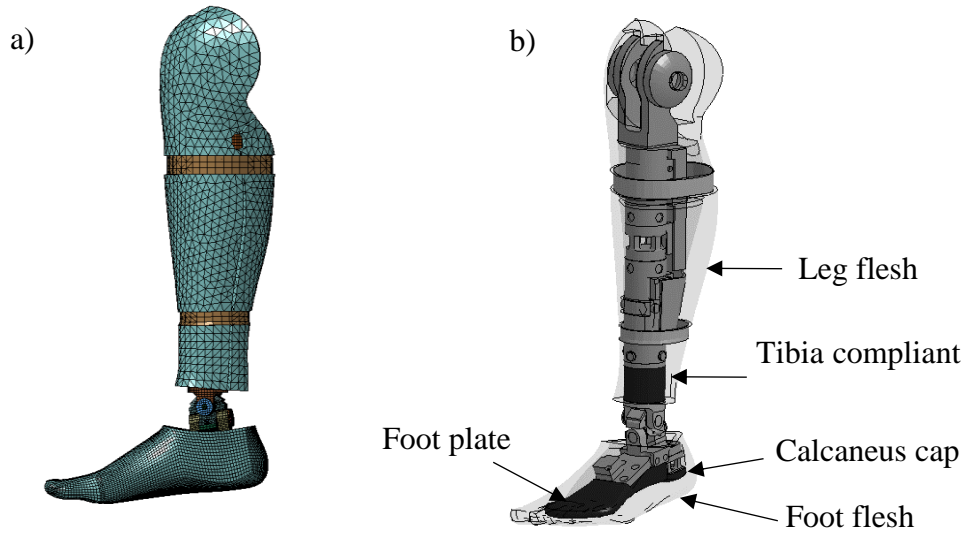 a)
b)
Leg flesh
Tibia compliant
Foot plate
Calcaneus cap
Foot flesh